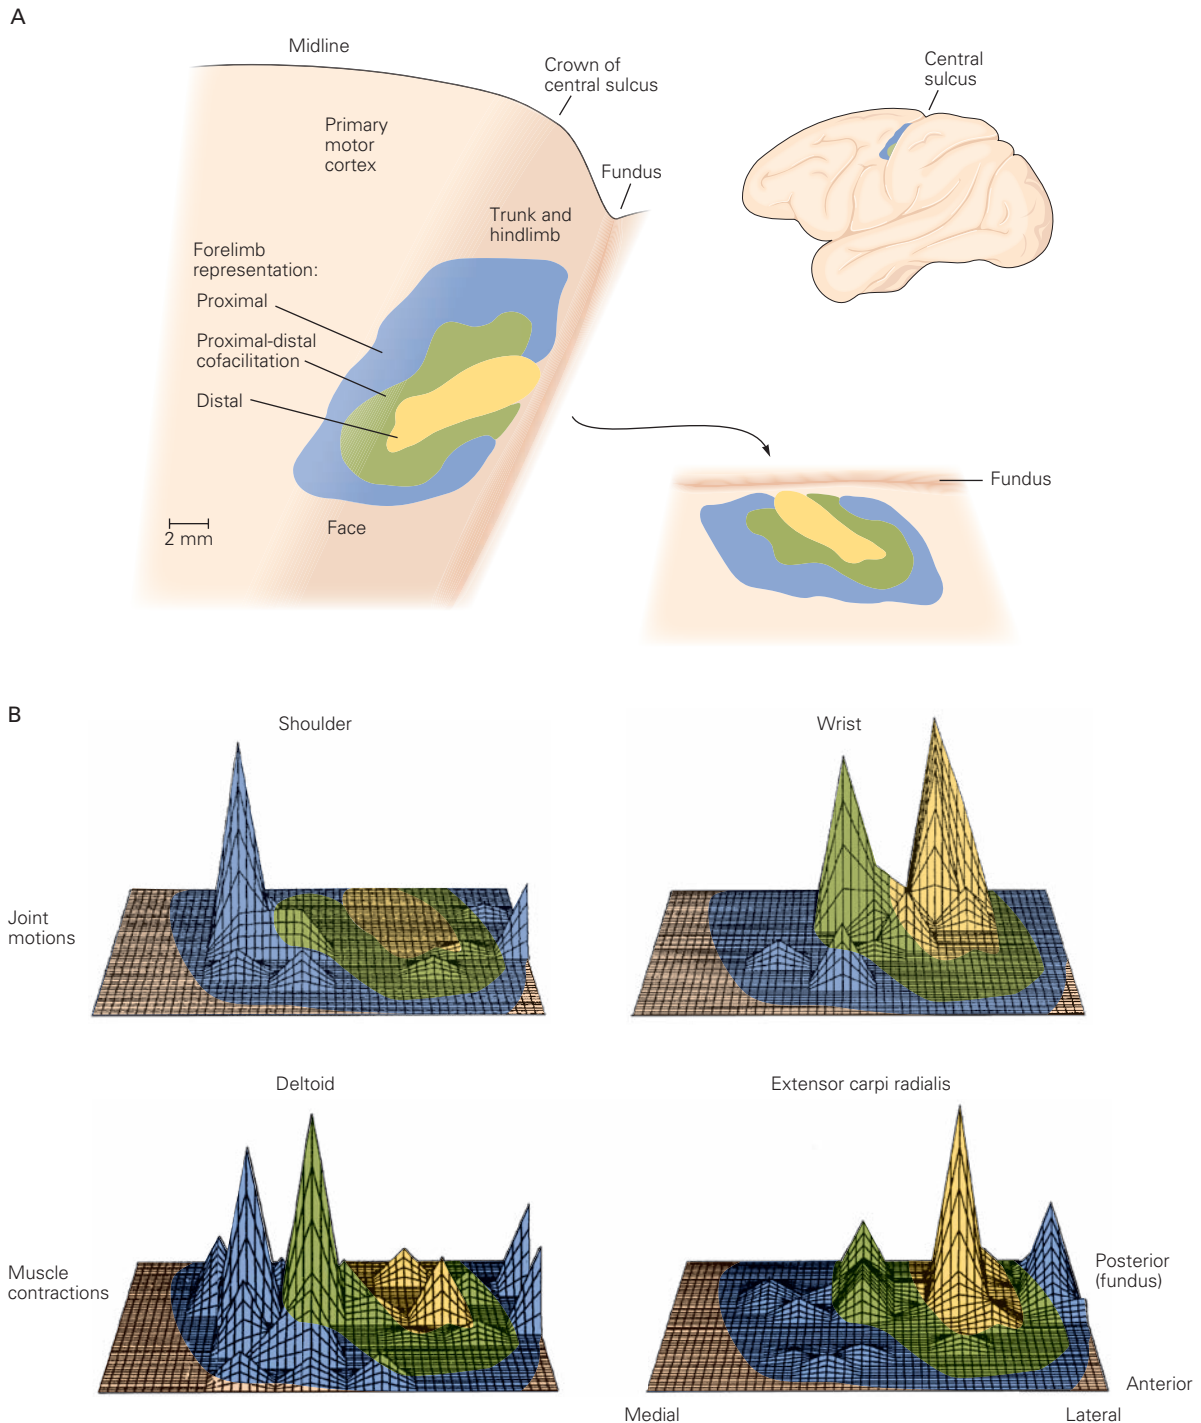 A
Midline
Crown of
central sulcus
Central
sulcus
Primary
motor
cortex
Fundus
Trunk and
hindlimb
Forelimb
representation:
Proximal
Proximal-distal
cofacilitation
Distal
Fundus
Face
2 mm
B
Shoulder
Wrist
Joint
motions
Deltoid
Extensor carpi radialis
Muscle
contractions
Posterior
(fundus)
Anterior
Medial
Lateral